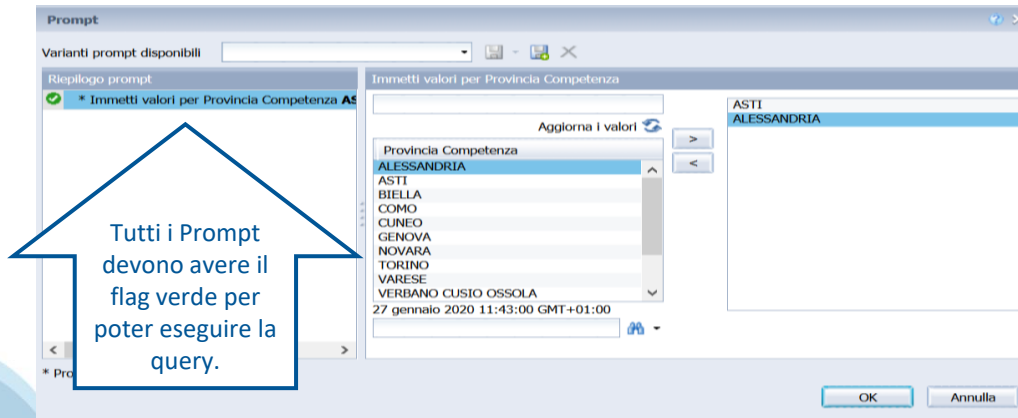 Prompt
Varianti prompt disponibili
Riepilogo prompt
* Immetti valori per Provincia Competenza AS
Tutti i Prompt
devono avere il
flag verde per
poter eseguire la
query.
* Pro
Immetti valori per Provincia Competenza
Aggiorna i valori
Provincia Competenza
ALESSANDRIA
ASTI
BIELLA
COMO
CUNEO
GENOVA
NOVARA
TORINO
VARESE
VERBANO CUSIO OSSOLA
27 gennaio 2020 11:43:00 GMT+01:00
>
<
ASTI
ALESSANDRIA
OK
Annulla